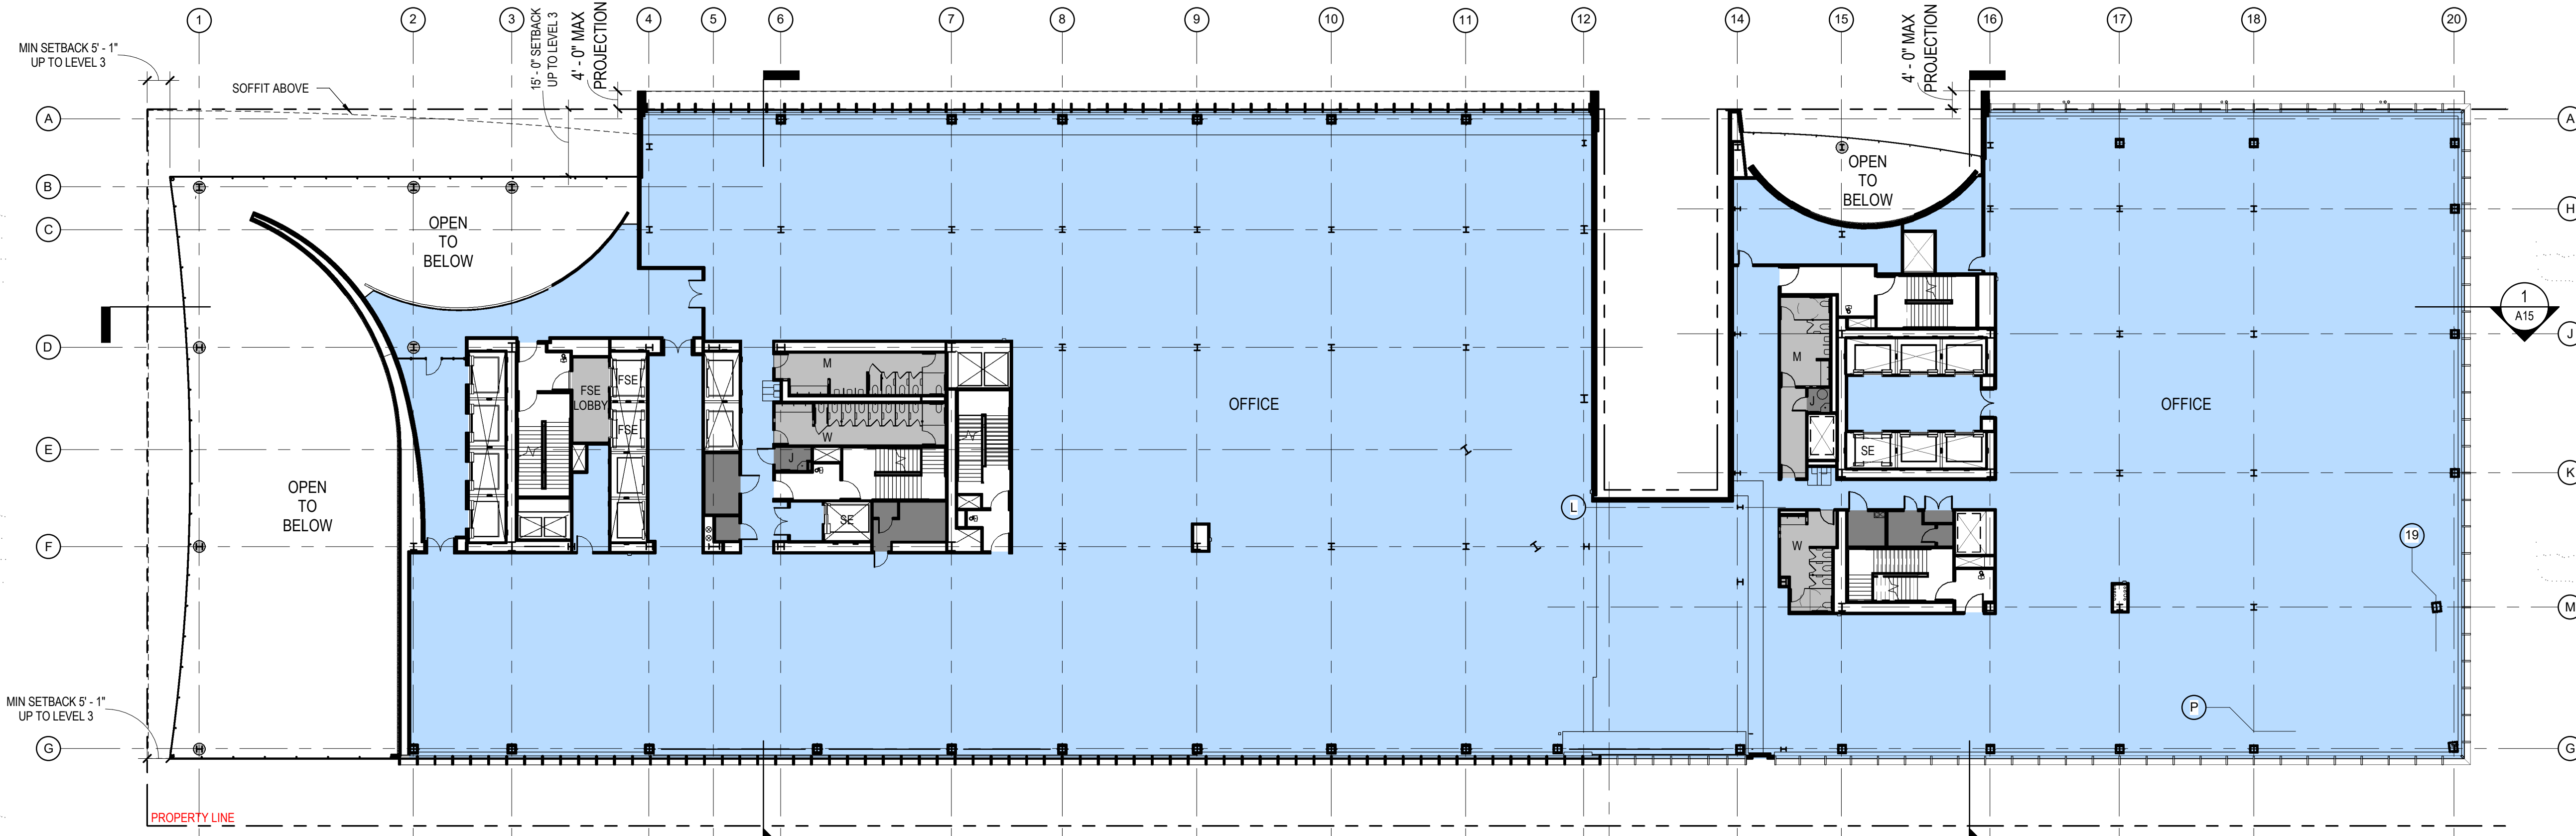 1
2
3
4
5
6
7
8
9
10
11
12
14
15
16
17
18
20
MIN SETBACK 5' - 1"
UP TO LEVEL 3
SOFFIT ABOVE
15' - 0" SETBACK
UP TO LEVEL 3
4' - 0" MAX
PROJECTION
4' - 0" MAX
PROJECTION
A
A
B
OPEN
TO
BELOW
H
C
OPEN
TO
BELOW
1
A15
D
J
M
M
FSE
FSE
LOBBY
FSE
OFFICE
OFFICE
W
J
J
E
SE
K
OPEN
TO
BELOW
L
SE
19
F
W
M
P
MIN SETBACK 5' - 1"
UP TO LEVEL 3
G
G
PROPERTY LINE